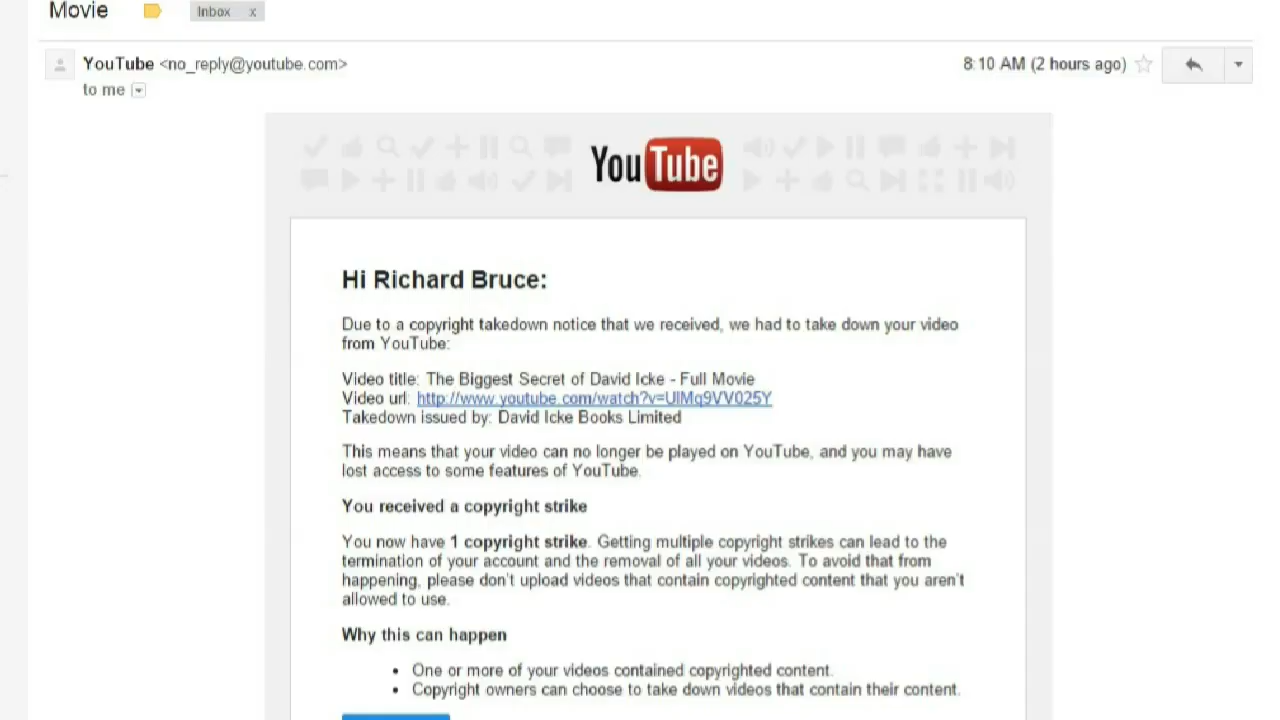 Movie
Inbox x
YouTube <no_reply@youtube.com>
8:10 AM (2 hours ago)
to me
YouTube
Hi Richard Bruce:
Due to a copyright takedown notice that we received, we had to take down your video
from YouTube:
Video title: The Biggest Secret of David Icke - Full Movie
Video url: http://www.youtube.com/watch?v=UlMq9VV025Y
Takedown issued by: David Icke Books Limited
This means that your video can no longer be played on YouTube, and you may have
lost access to some features of YouTube.
You received a copyright strike
You now have 1 copyright strike. Getting multiple copyright strikes can lead to the
termination of your account and the removal of all your videos. To avoid that from
happening, please don't upload videos that contain copyrighted content that you aren't
allowed to use.
Why this can happen
• One or more of your videos contained copyrighted content.
• Copyright owners can choose to take down videos that contain their content.